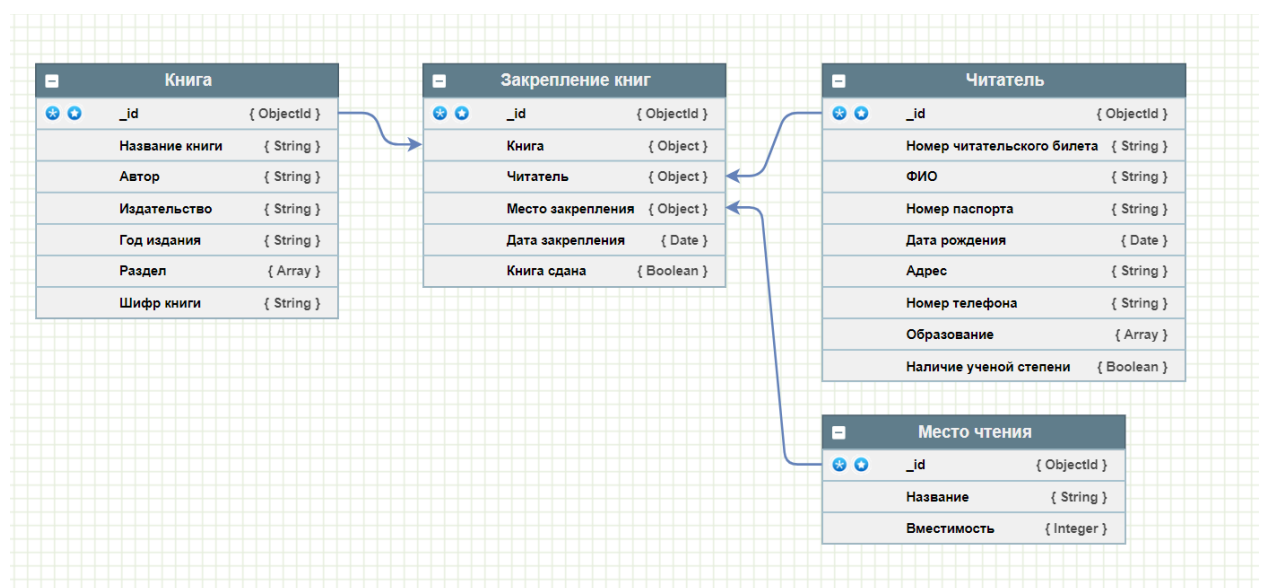 Книга
_id { ObjectId }
Название книги { String }
Автор { String }
Издательство { String }
Год издания { String }
Раздел { Array }
Шифр книги { String }
Закрепление книг
_id { ObjectId }
Книга { Object }
Читатель { Object }
Место закрепления { Object }
Дата закрепления { Date }
Книга сдана { Boolean }
Читатель
_id { ObjectId }
Номер читательского билета { String }
ФИО { String }
Номер паспорта { String }
Дата рождения { Date }
Адрес { String }
Номер телефона { String }
Образование { Array }
Наличие ученой степени { Boolean }
Место чтения
_id { ObjectId }
Название { String }
Вместимость { Integer }